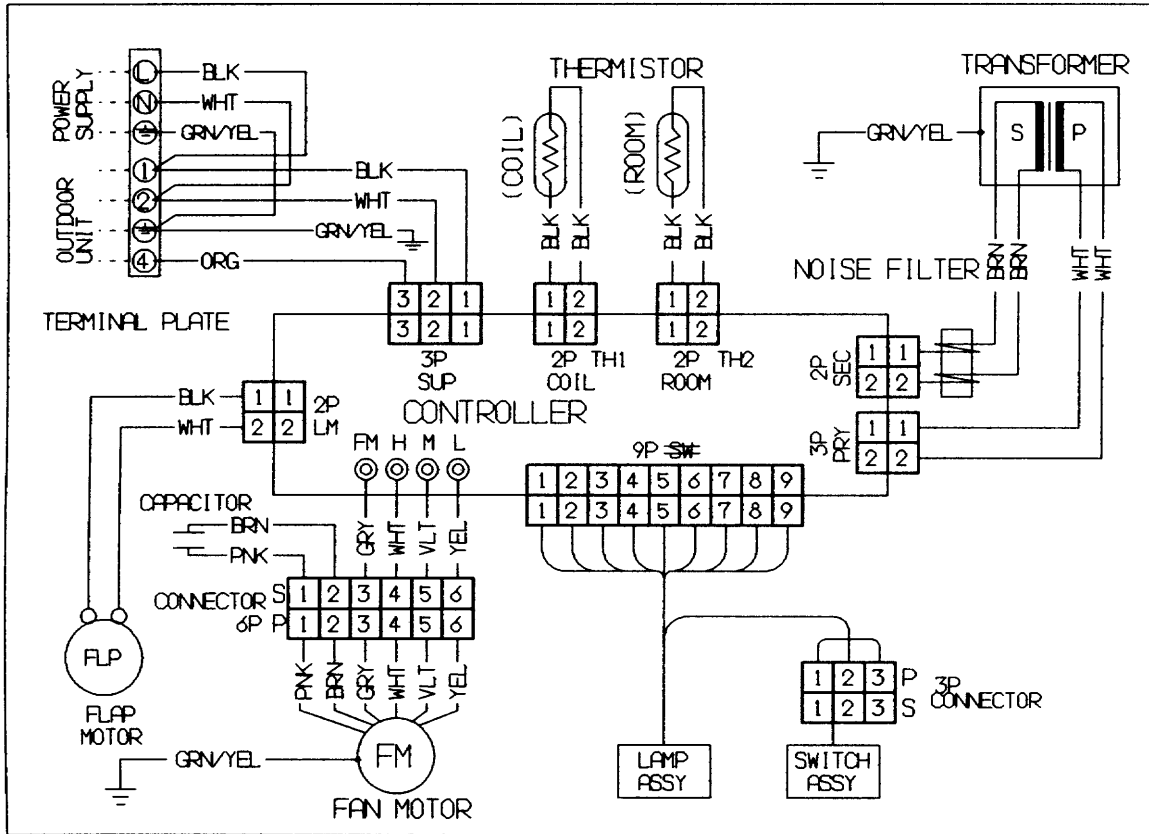 POWER SUPPLY
L
BLK
N
WHT
GRN/YEL
OUTDOOR UNIT
1
BLK
2
WHT
GRN/YEL
4
ORG
TERMINAL PLATE
THERMISTOR
(COIL)
(ROOM)
BLK BLK BLK BLK
TRANSFORMER
GRN/YEL
S P
BRN BRN WHT WHT
NOISE FILTER
3 2 1
3 2 1
3P
SUP
1 2
1 2
2P TH1
COIL
1 2
1 2
2P TH2
ROOM
2P SEC
1 1
2 2
3P PRY
1 1
2 2
BLK
WHT
1 1
2 2
2P
LM
CONTROLLER
FM H M L
GRY WHT VLT YEL
9P SW
1 2 3 4 5 6 7 8 9
1 2 3 4 5 6 7 8 9
CAPACITOR
BRN
PNK
CONNECTOR S 1 2 3 4 5 6
6P P 1 2 3 4 5 6
PNK BRN GRY WHT VLT YEL
FLP
FLAP
MOTOR
GRN/YEL
FM
FAN MOTOR
1 2 3 P
1 2 3 S
3P
CONNECTOR
LAMP
ASSY
SWITCH
ASSY